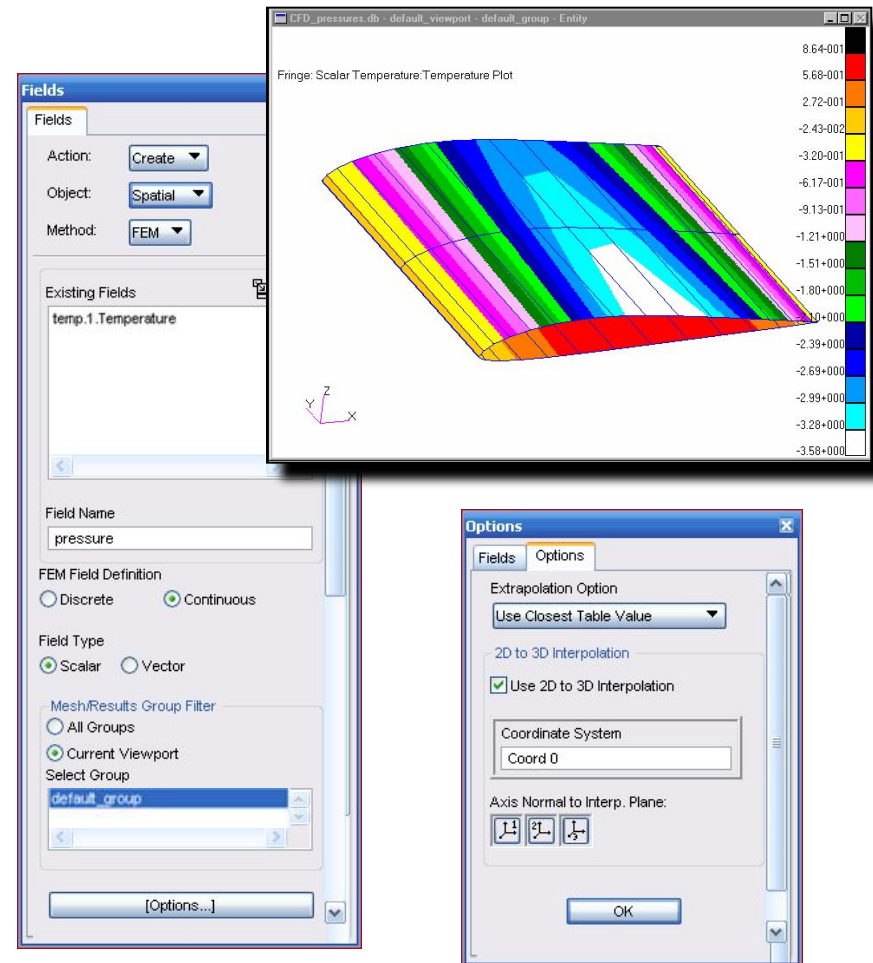 CFD_pressures.db - default_viewport - default_group - Entity
Fringe: Scalar Temperature:Temperature Plot
8.64-001
5.68-001
2.72-001
-2.43-002
-3.20-001
-6.17-001
-9.13-001
-1.21+000
-1.51+000
-1.80+000
-2.10+000
-2.39+000
-2.69+000
-2.99+000
-3.28+000
-3.58+000
Z
Y
X
Fields
Fields
Action: Create
Object: Spatial
Method: FEM
Existing Fields
temp.1.Temperature
Field Name
pressure
FEM Field Definition
Discrete Continuous
Field Type
Scalar Vector
Mesh/Results Group Filter
All Groups
Current Viewport
Select Group
default_group
[Options...]
Options
Fields Options
Extrapolation Option
Use Closest Table Value
2D to 3D Interpolation
Use 2D to 3D Interpolation
Coordinate System
Coord 0
Axis Normal to Interp. Plane:
1 2 3
OK